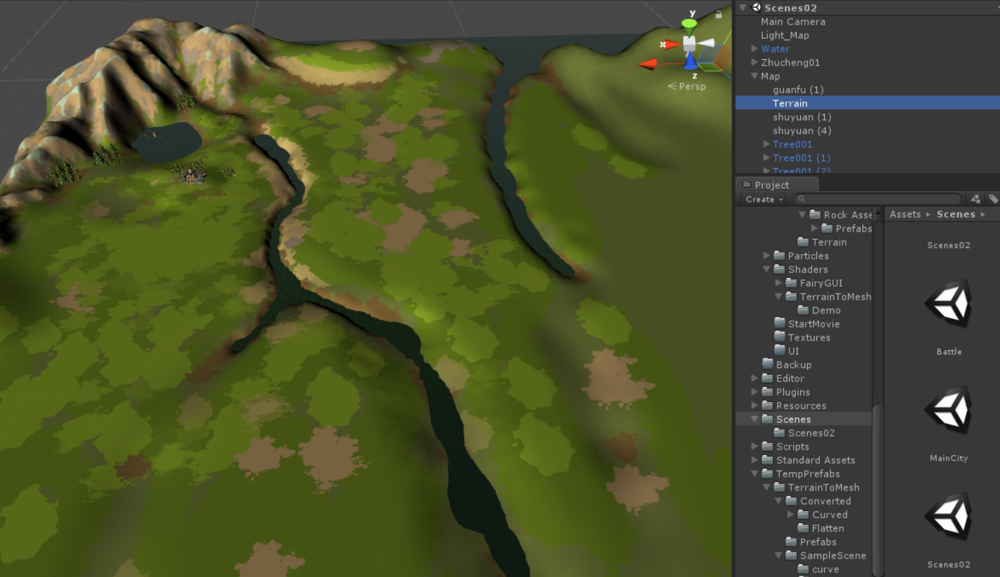 y
x
z
Persp
Scenes02
Main Camera
Light_Map
Water
Zhucheng01
Map
guanfu (1)
Terrain
shuyuan (1)
shuyuan (4)
Tree001
Tree001 (1)
Tree001 (2)
Project
Create
Rock Asse
Prefabs
Terrain
Particles
Shaders
FairyGUI
TerrainToMesh
Demo
StartMovie
Textures
UI
Backup
Editor
Plugins
Resources
Scenes
Scenes02
Scripts
Standard Assets
TempPrefabs
TerrainToMesh
Converted
Curved
Flatten
Prefabs
SampleScene
curve
Assets Scenes
Scenes02
Battle
MainCity
Scenes02